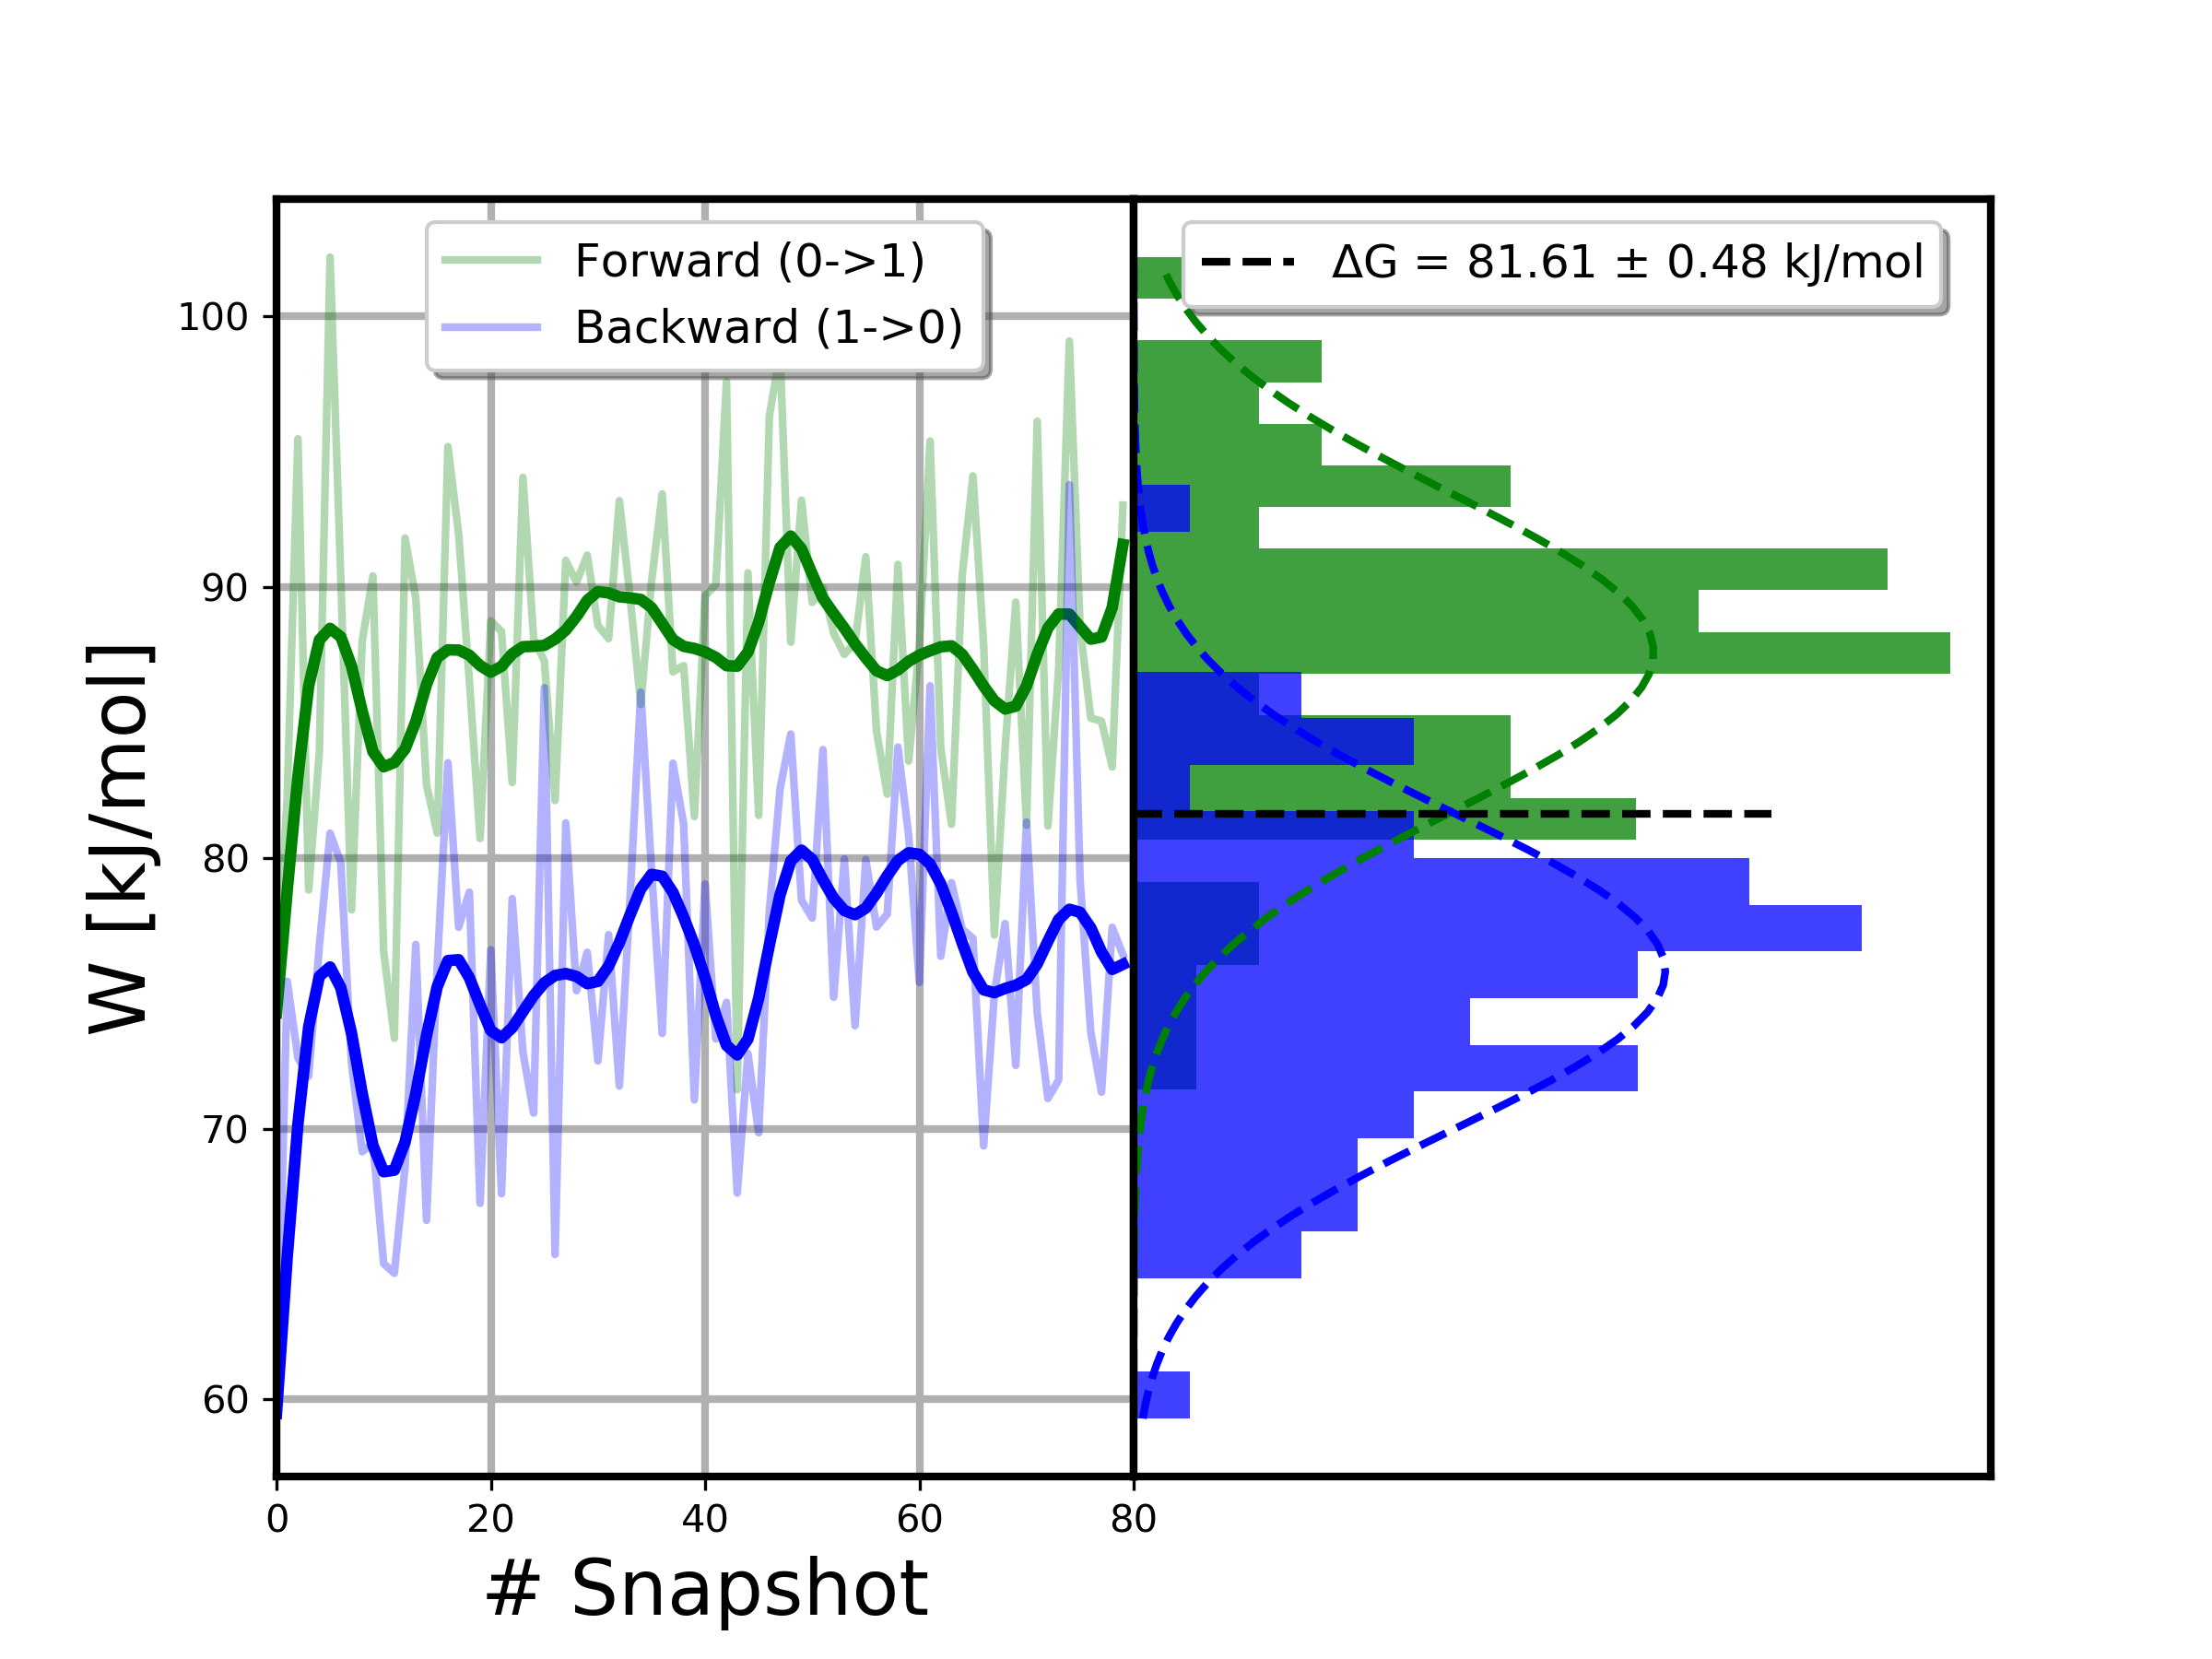 Forward (0->1)
Backward (1->0)
ΔG = 81.61 ± 0.48 kJ/mol
100
90
80
70
60
W [kJ/mol]
0
20
40
60
80
# Snapshot